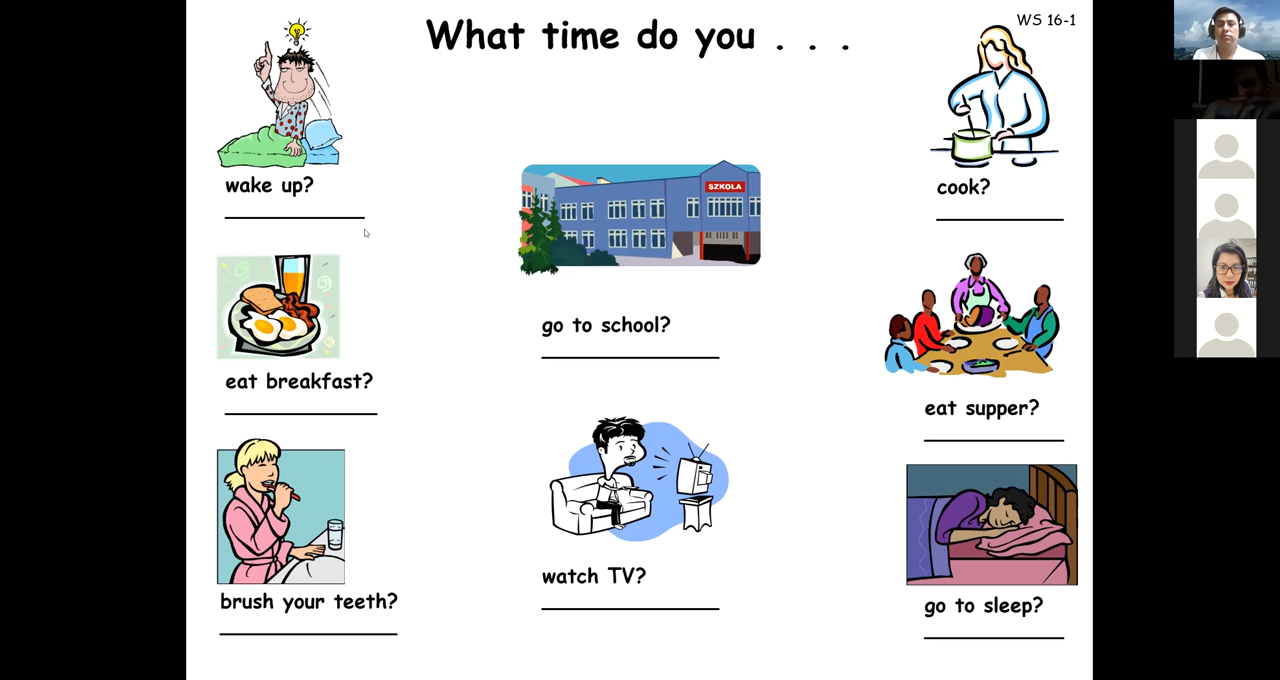 What time do you . . .
WS 16-1
wake up?
eat breakfast?
brush your teeth?
SZKOŁA
go to school?
watch TV?
cook?
eat supper?
go to sleep?